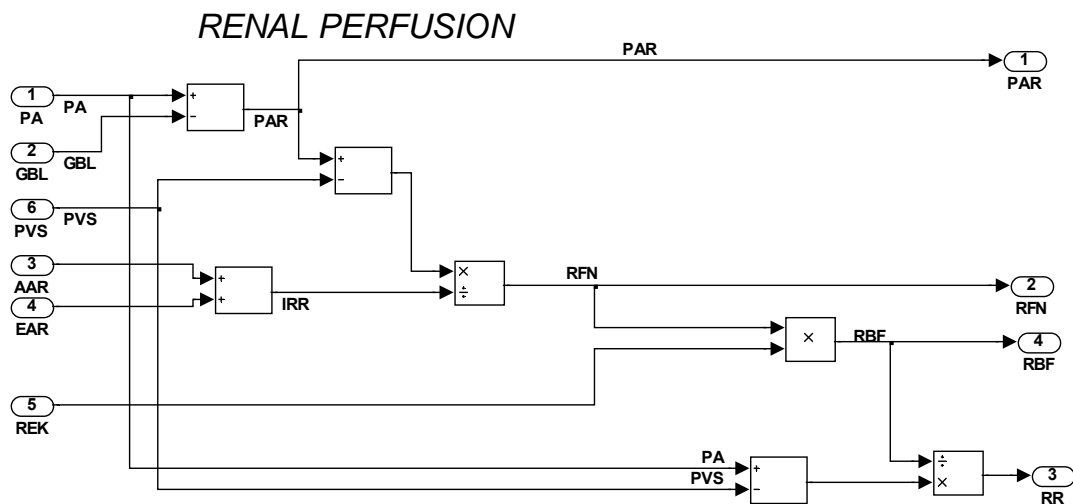 RENAL PERFUSION
PAR
1
PAR
1
PA
PA
+
-
PAR
2
GBL
GBL
+
-
6
PVS
PVS
3
AAR
+
+
4
EAR
IRR
×
÷
RFN
2
RFN
×
RBF
4
RBF
5
REK
PA
PVS
+
-
÷
×
3
RR